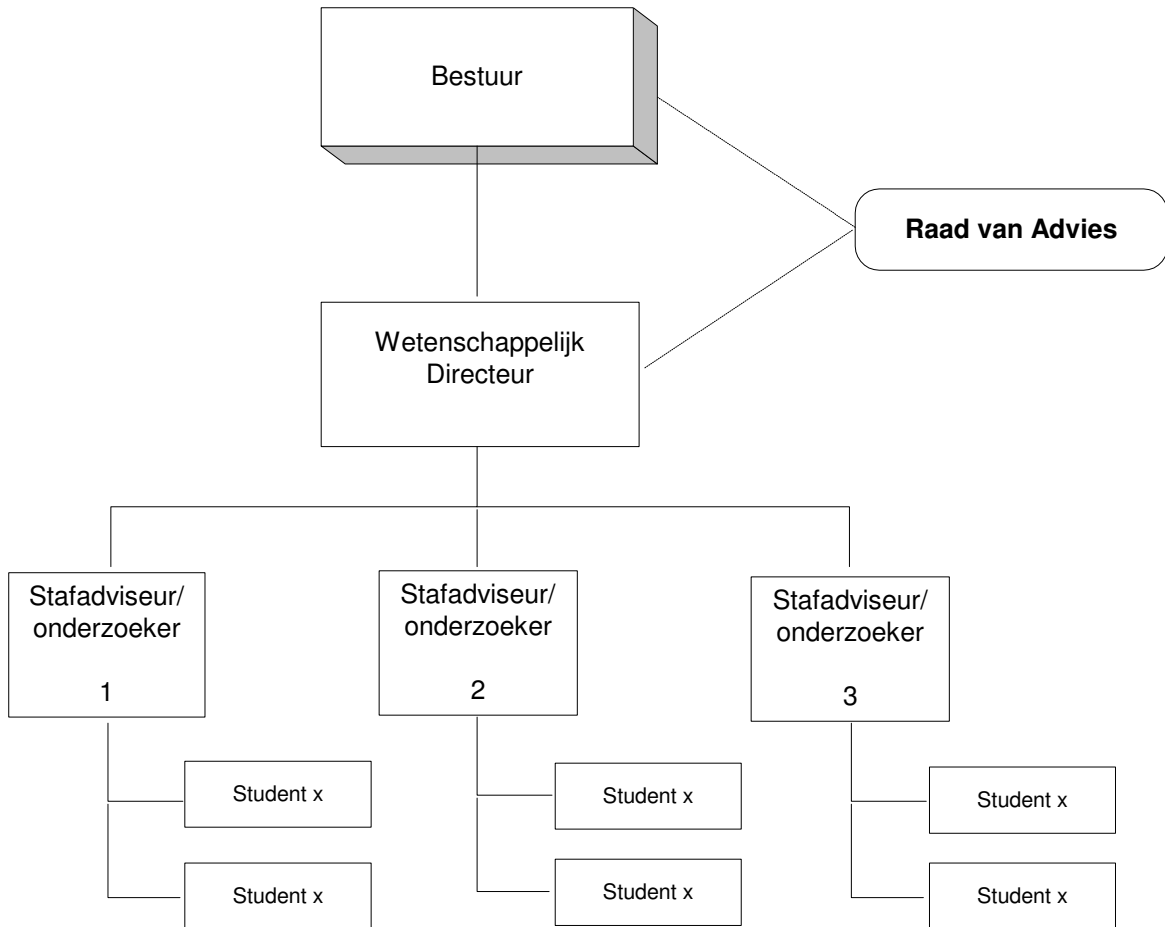 Bestuur
Raad van Advies
Wetenschappelijk
Directeur
Stafadviseur/
onderzoeker
1
Stafadviseur/
onderzoeker
2
Stafadviseur/
onderzoeker
3
Student x
Student x
Student x
Student x
Student x
Student x